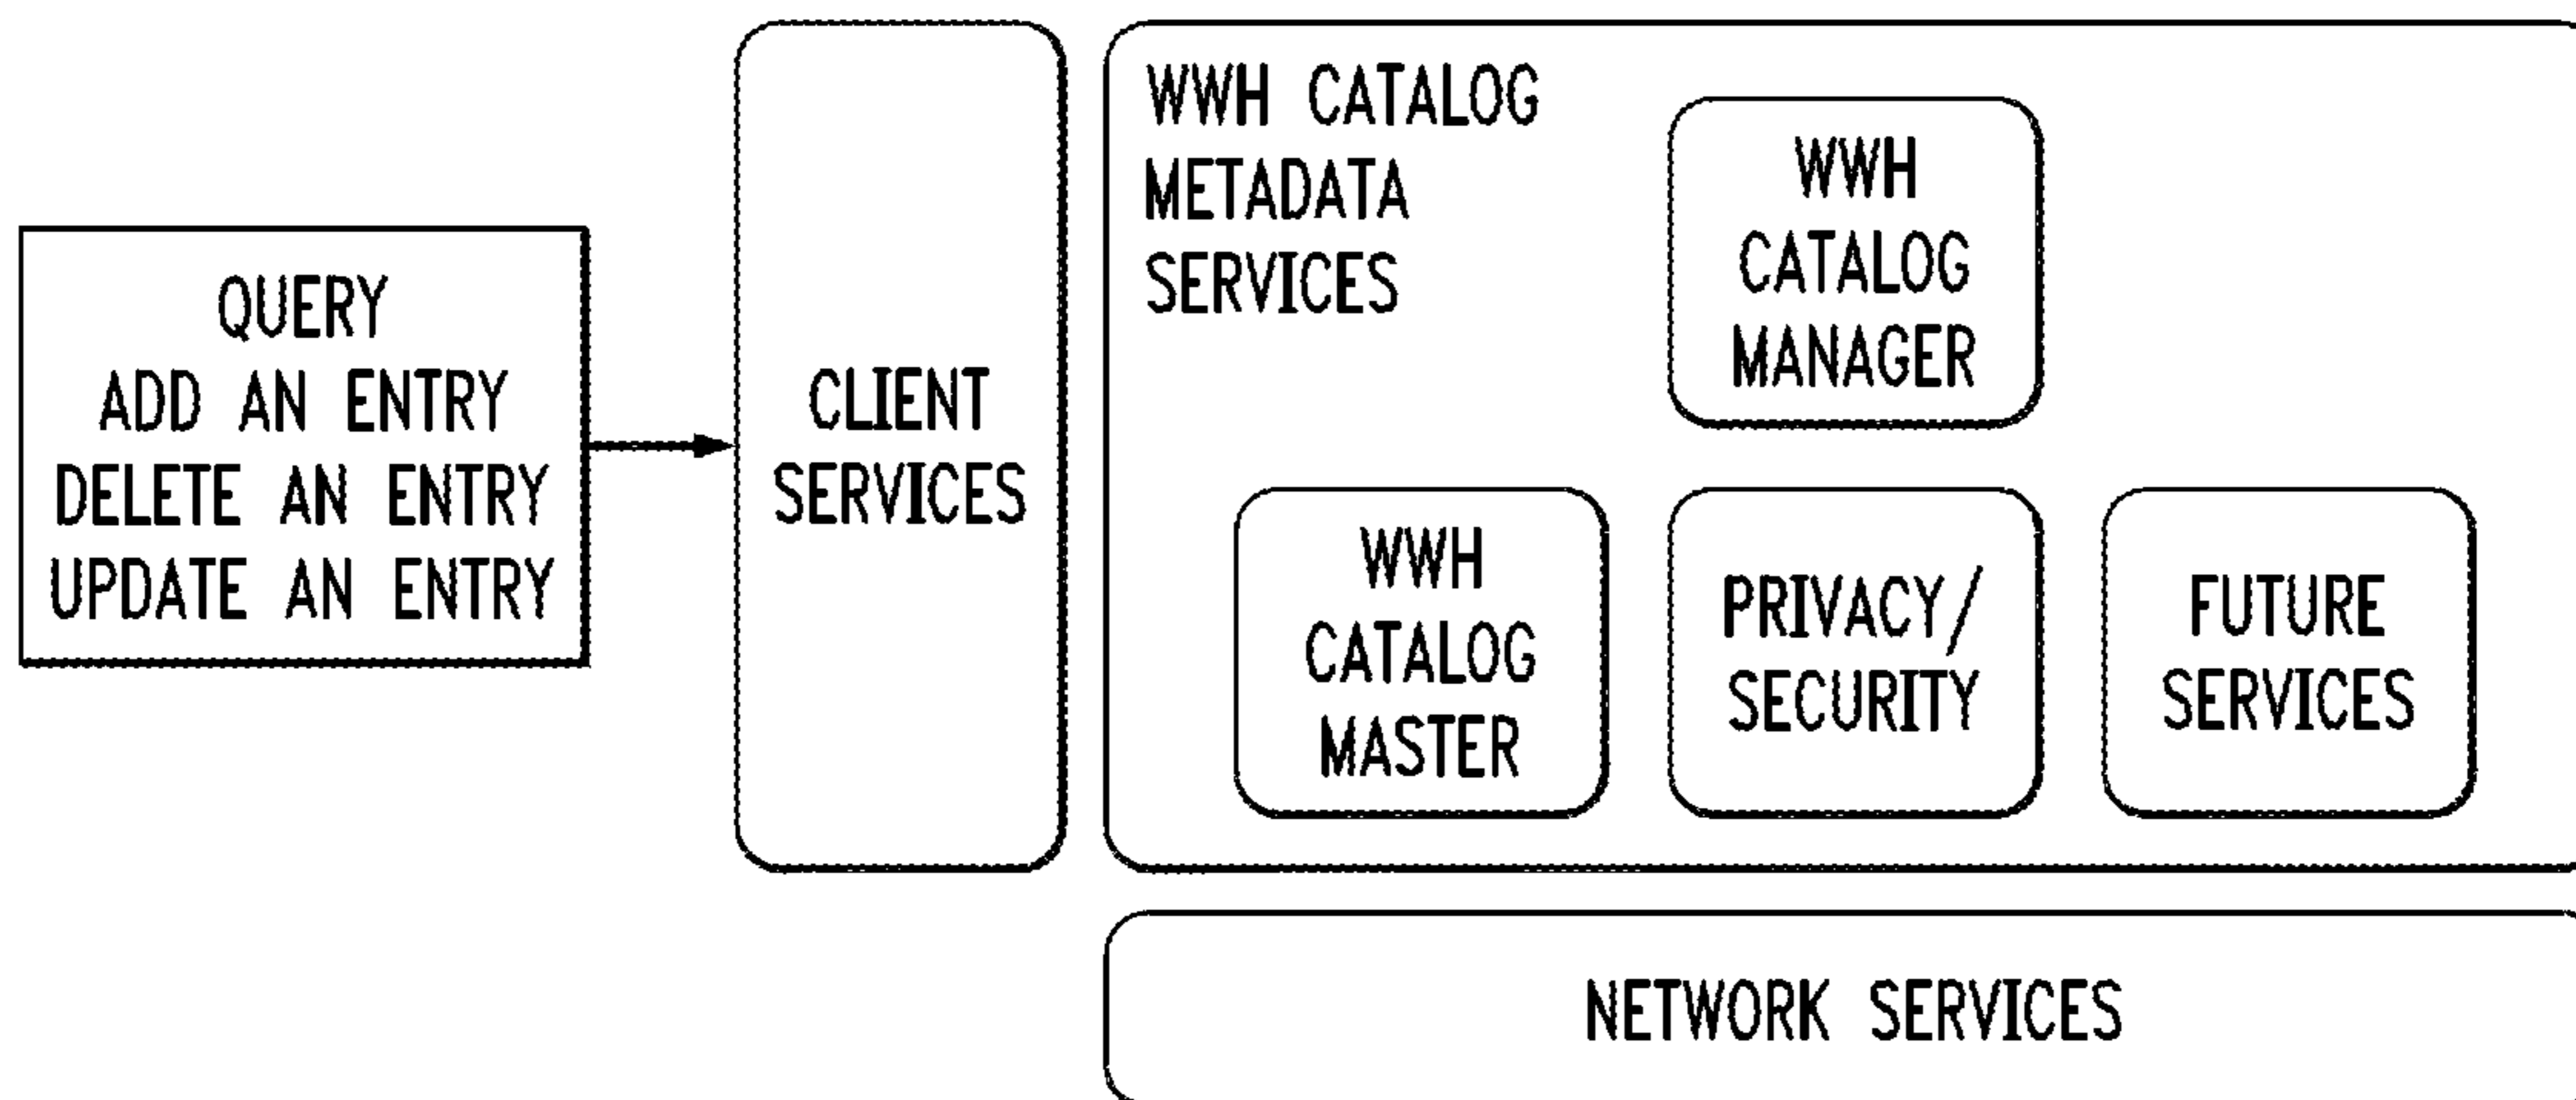 QUERY
ADD AN ENTRY
DELETE AN ENTRY
UPDATE AN ENTRY
CLIENT
SERVICES
WWH CATALOG
METADATA
SERVICES
WWH
CATALOG
MANAGER
WWH
CATALOG
MASTER
PRIVACY/
SECURITY
FUTURE
SERVICES
NETWORK SERVICES